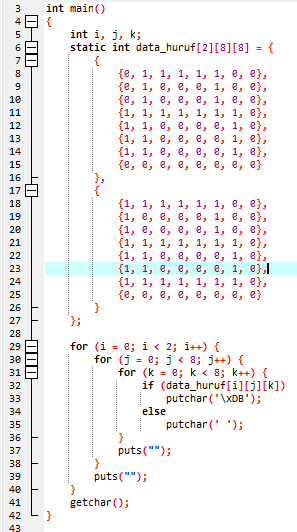 3 int main()
4 {
5 int i, j, k;
6 static int data_huruf[2][8][8] = {
7 {
8 {0, 1, 1, 1, 1, 1, 0, 0},
9 {0, 1, 0, 0, 0, 1, 0, 0},
10 {0, 1, 0, 0, 0, 1, 0, 0},
11 {1, 1, 1, 1, 1, 1, 1, 0},
12 {1, 1, 0, 0, 0, 0, 1, 0},
13 {1, 1, 0, 0, 0, 0, 1, 0},
14 {1, 1, 0, 0, 0, 0, 1, 0},
15 {0, 0, 0, 0, 0, 0, 0, 0}
16 },
17 {
18 {1, 1, 1, 1, 1, 1, 0, 0},
19 {1, 0, 0, 0, 0, 1, 0, 0},
20 {1, 0, 0, 0, 0, 1, 0, 0},
21 {1, 1, 1, 1, 1, 1, 1, 0},
22 {1, 1, 0, 0, 0, 0, 1, 0},
23 {1, 1, 0, 0, 0, 0, 1, 0},
24 {1, 1, 1, 1, 1, 1, 1, 0},
25 {0, 0, 0, 0, 0, 0, 0, 0}
26 }
27 };
28
29 for (i = 0; i < 2; i++) {
30 for (j = 0; j < 8; j++) {
31 for (k = 0; k < 8; k++) {
32 if (data_huruf[i][j][k])
33 putchar('\xDB');
34 else
35 putchar(' ');
36 }
37 puts("");
38 }
39 puts("");
40 }
41 getchar();
42 }
43